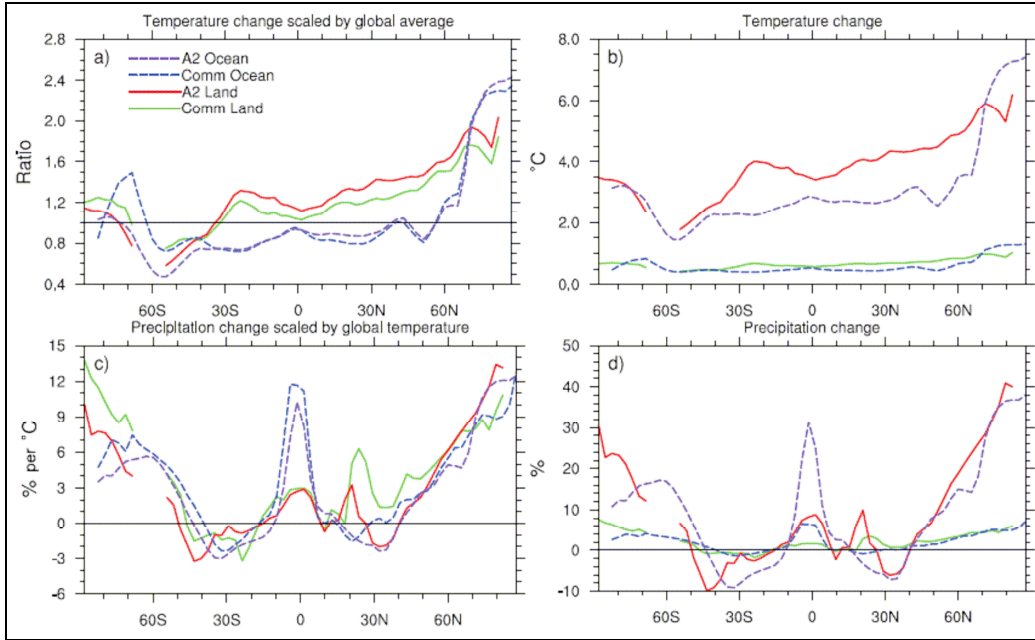 Temperature change scaled by global average
Temperature change
2.8
2.4
2.0
1.6
1.2
0.8
0.4
Ratio
a)
A2 Ocean
Comm Ocean
A2 Land
Comm Land
60S 30S 0 30N 60N
8.0
6.0
4.0
2.0
0,0
°C
b)
60S 30S 0 30N 60N
Precipitation change scaled by global temperature
Precipitation change
15
12
9
6
3
0
-3
-6
% per °C
c)
60S 30S 0 30N 60N
50
40
30
20
10
0
-10
%
d)
60S 30S 0 30N 60N